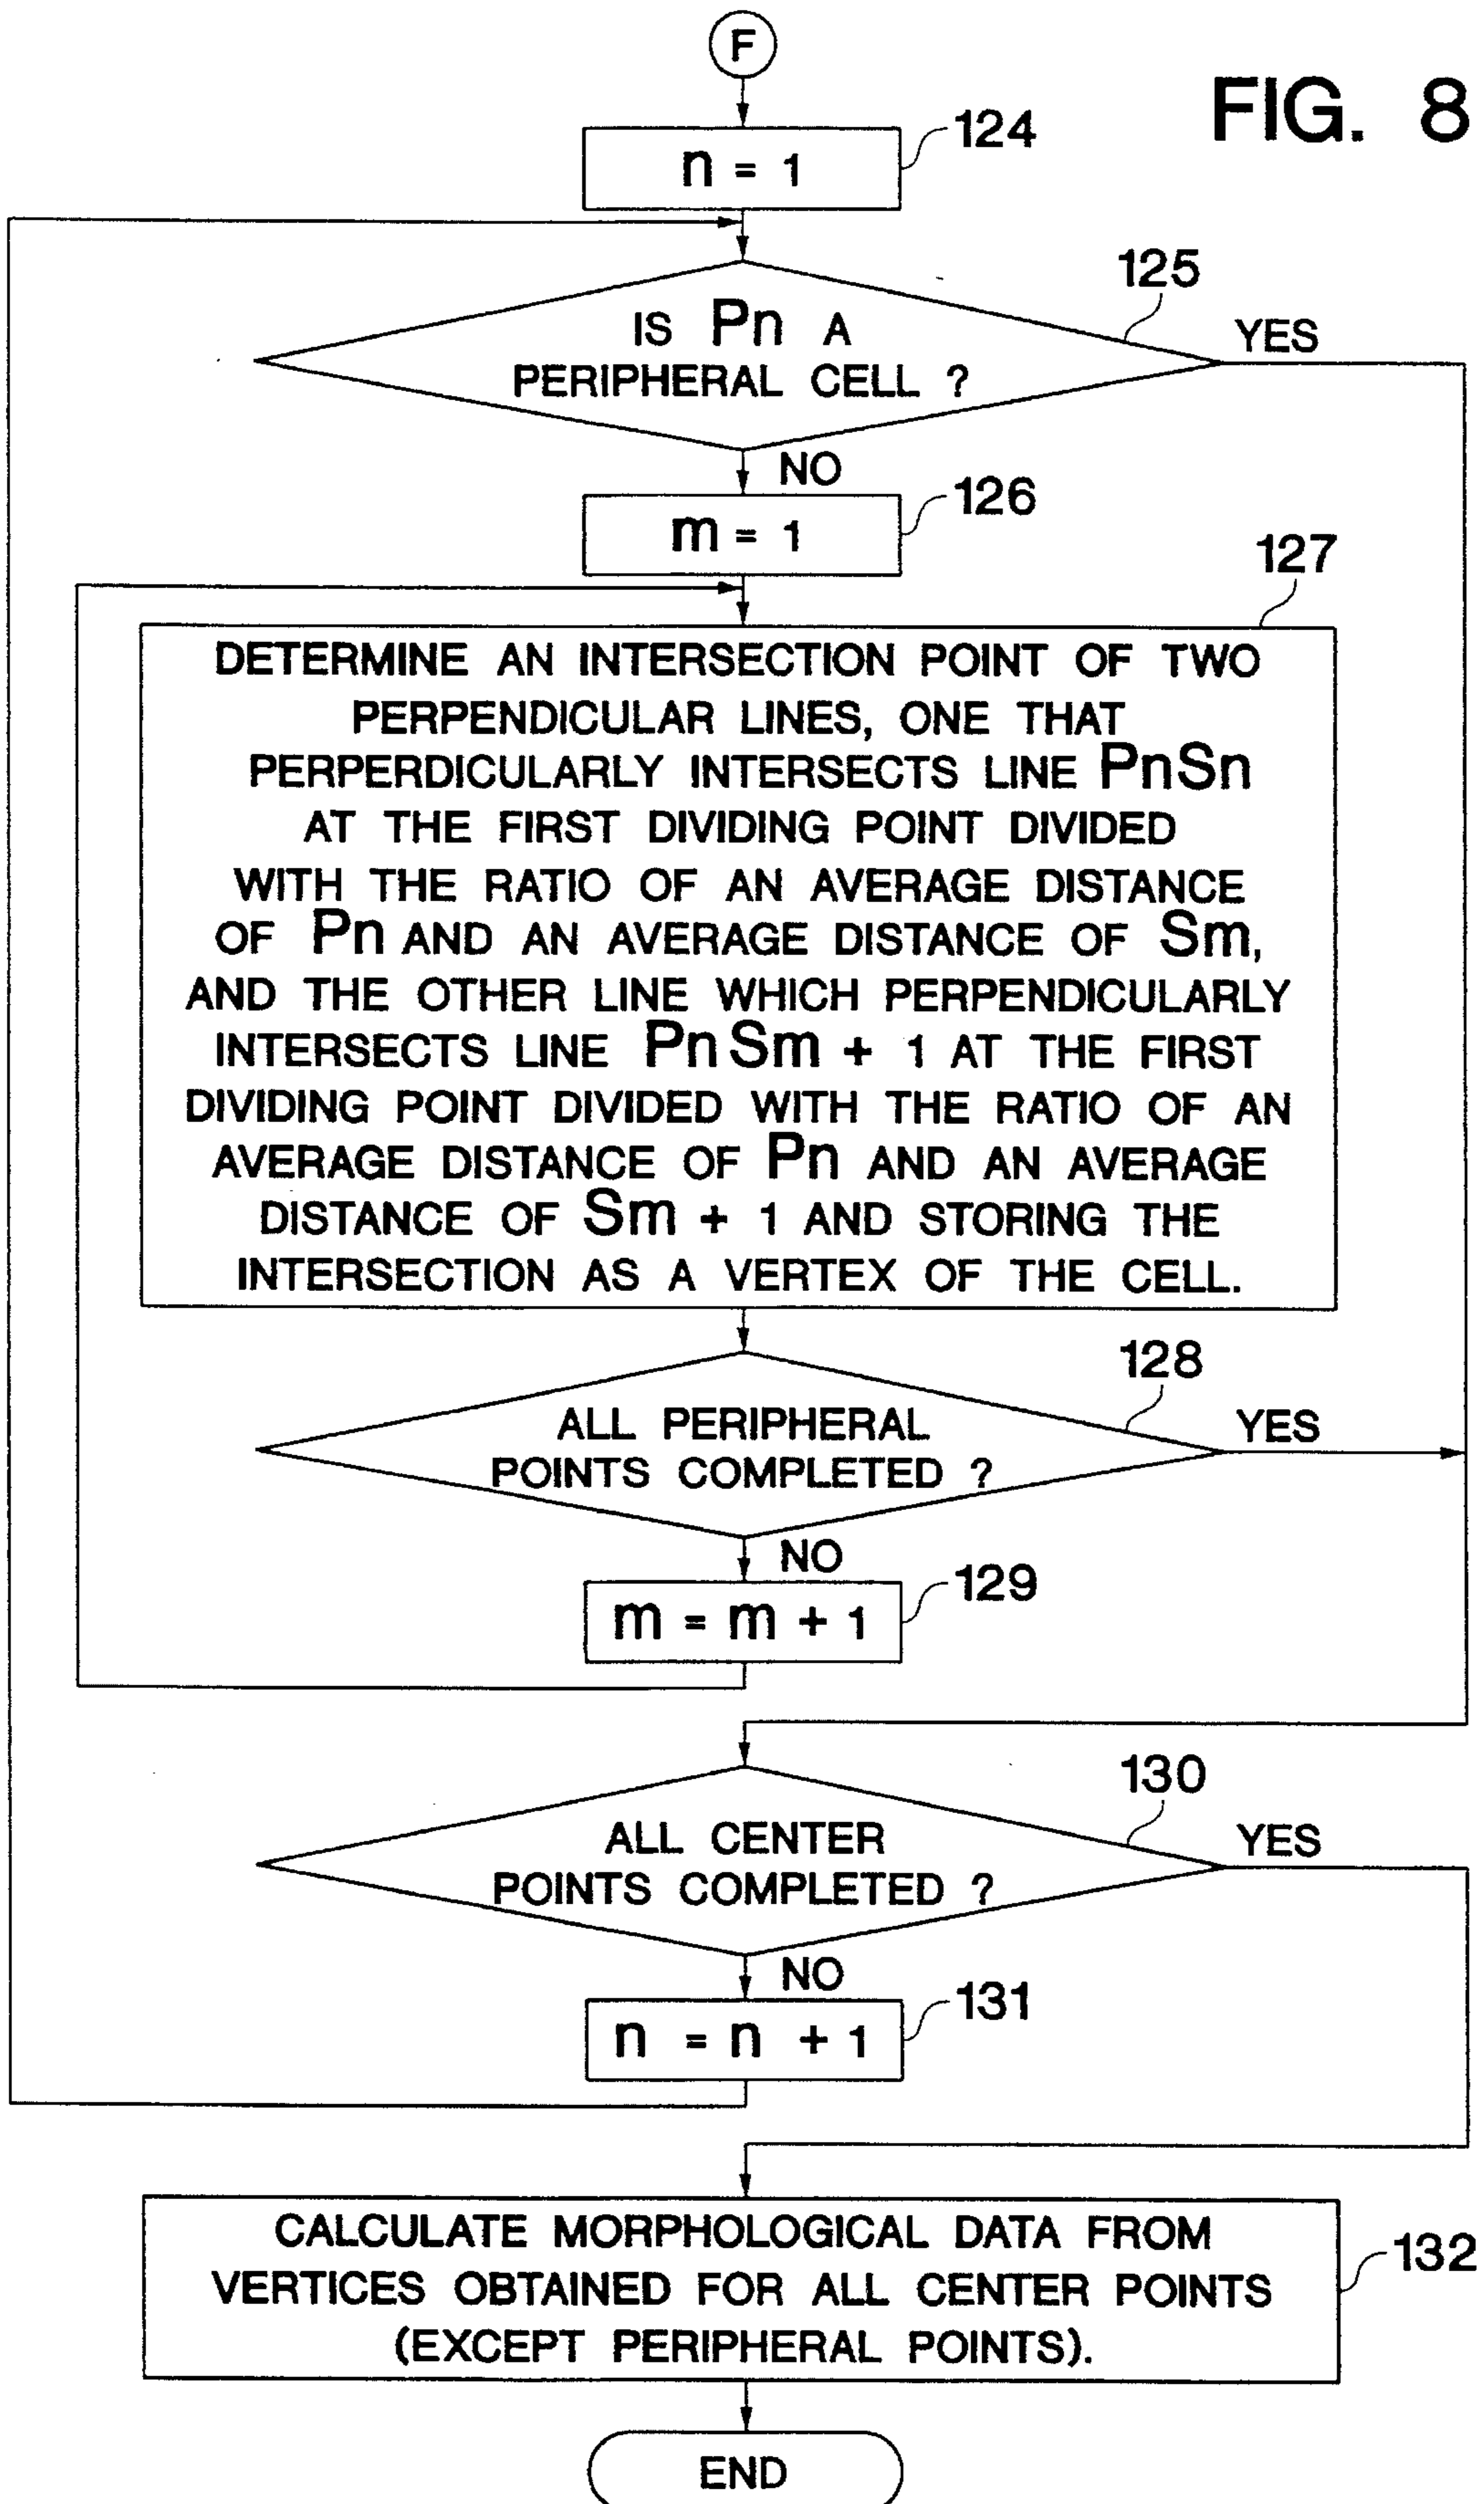 F
FIG. 8
124
n = 1
125
IS Pn A
PERIPHERAL CELL ?
YES
NO
126
m = 1
127
DETERMINE AN INTERSECTION POINT OF TWO
PERPENDICULAR LINES, ONE THAT
PERPERDICULARLY INTERSECTS LINE PnSn
AT THE FIRST DIVIDING POINT DIVIDED
WITH THE RATIO OF AN AVERAGE DISTANCE
OF Pn AND AN AVERAGE DISTANCE OF Sm,
AND THE OTHER LINE WHICH PERPENDICULARLY
INTERSECTS LINE PnSm + 1 AT THE FIRST
DIVIDING POINT DIVIDED WITH THE RATIO OF AN
AVERAGE DISTANCE OF Pn AND AN AVERAGE
DISTANCE OF Sm + 1 AND STORING THE
INTERSECTION AS A VERTEX OF THE CELL.
128
ALL PERIPHERAL
POINTS COMPLETED ?
YES
NO
129
m = m + 1
130
ALL CENTER
POINTS COMPLETED ?
YES
NO
131
n = n + 1
132
CALCULATE MORPHOLOGICAL DATA FROM
VERTICES OBTAINED FOR ALL CENTER POINTS
(EXCEPT PERIPHERAL POINTS).
END